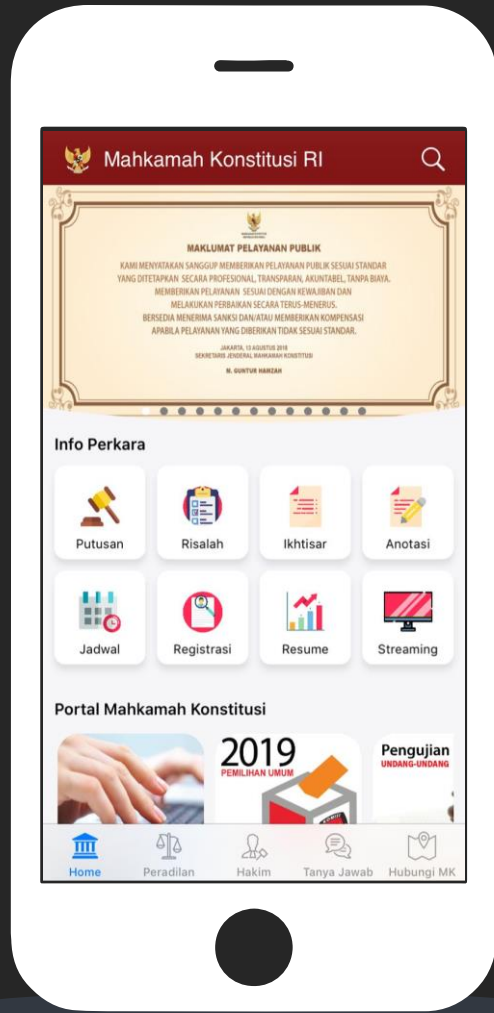 Mahkamah Konstitusi RI
MAKLUMAT PELAYANAN PUBLIK
KAMI MENYATAKAN SANGGUP MEMBERIKAN PELAYANAN PUBLIK SESUAI STANDAR
YANG DITETAPKAN SECARA PROFESIONAL, TRANSPARAN, AKUNTABEL, TANPA BIAYA.
MEMBERIKAN PELAYANAN SESUAI DENGAN KEWAJIBAN DAN
MELAKUKAN PERBAIKAN SECARA TERUS-MENERUS.
BERSEDIA MENERIMA SANKSI DAN/ATAU MEMBERIKAN KOMPENSASI
APABILA PELAYANAN YANG DIBERIKAN TIDAK SESUAI STANDAR.
JAKARTA, 13 AGUSTUS 2018
SEKRETARIS JENDERAL MAHKAMAH KONSTITUSI
M. GUNTUR HAMZAH
Info Perkara
Putusan
Risalah
Ikhtisar
Anotasi
Jadwal
Registrasi
Resume
Streaming
Portal Mahkamah Konstitusi
2019
PEMILIHAN UMUM
Pengujian
UNDANG-UNDANG
Home
Peradilan
Hakim
Tanya Jawab
Hubungi MK